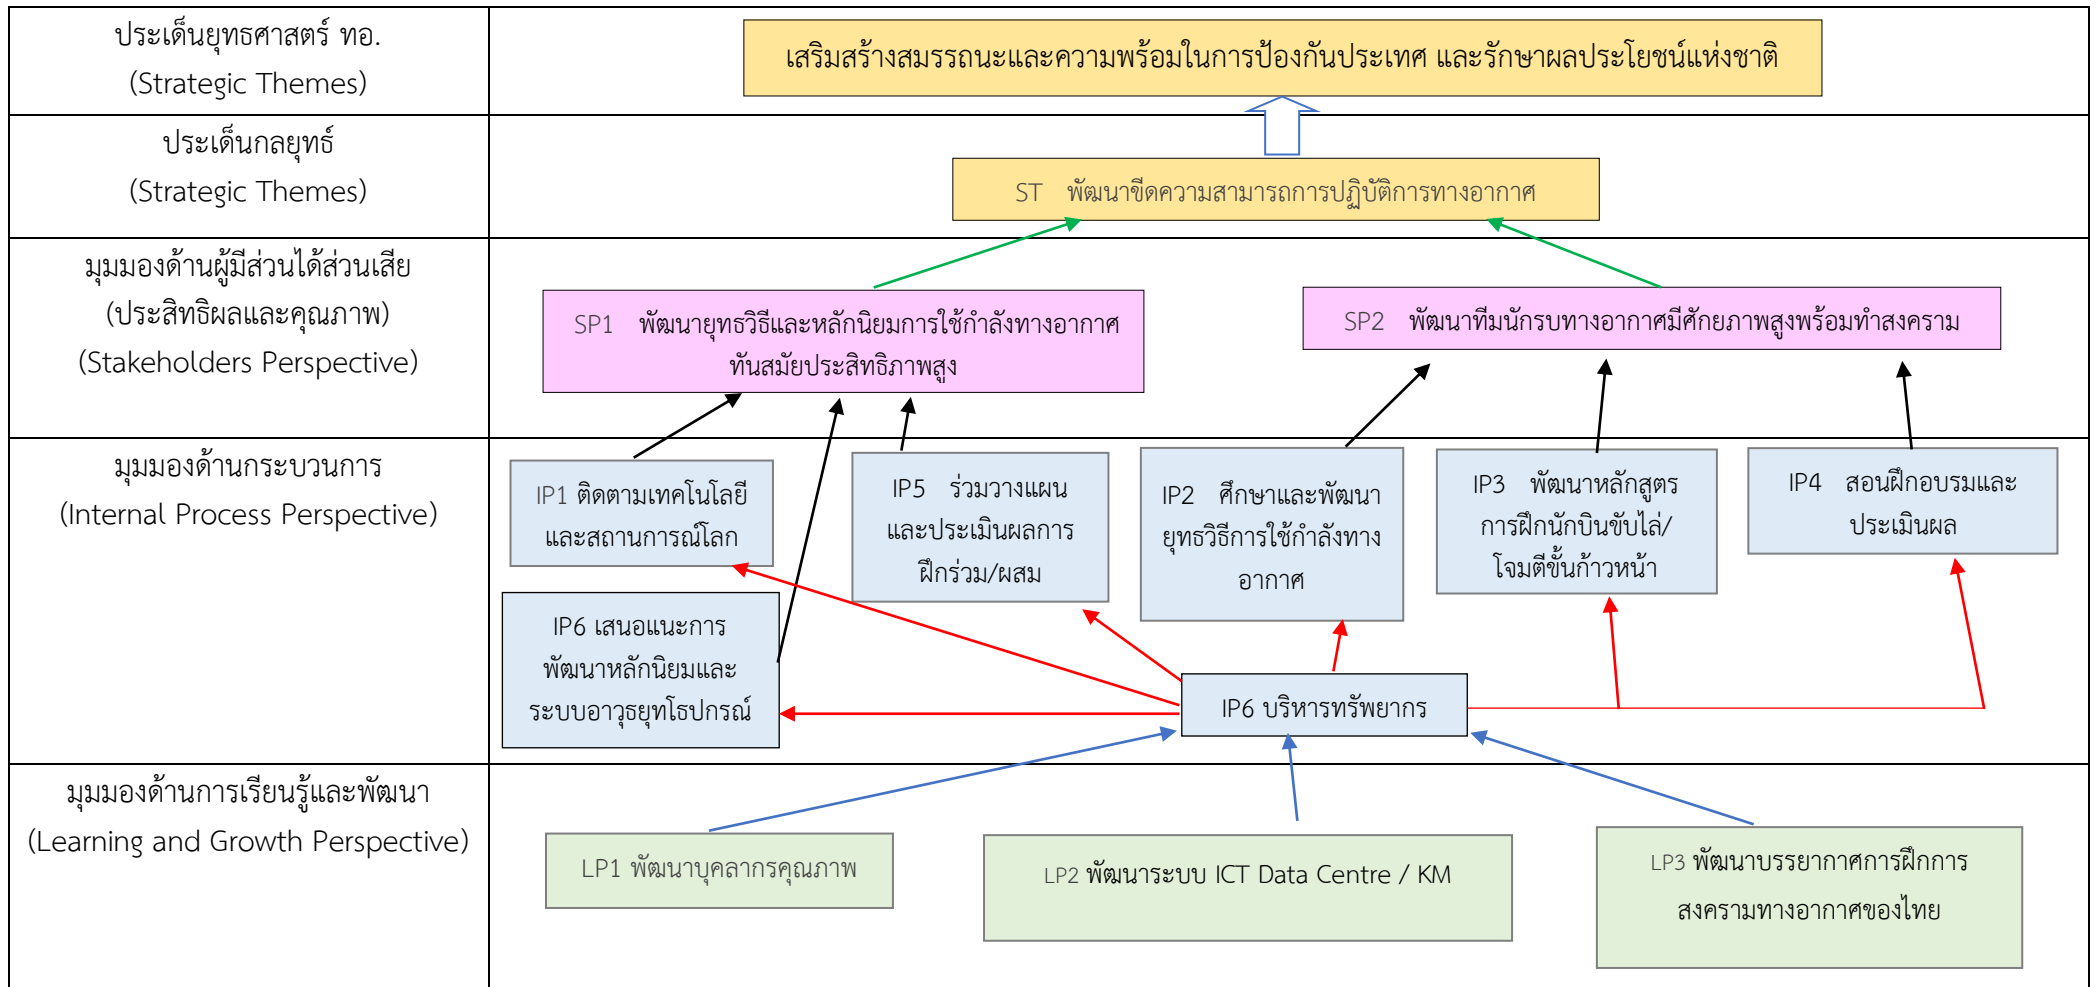 ประเด็นยุทธศาสตร์ ทอ.
(Strategic Themes)
เสริมสร้างสมรรถนะและความพร้อมในการป้องกันประเทศ และรักษาผลประโยชน์แห่งชาติ
ประเด็นกลยุทธ์
(Strategic Themes)
ST พัฒนาขีดความสามารถการปฏิบัติการทางอากาศ
มุมมองด้านผู้มีส่วนได้ส่วนเสีย
(ประสิทธิผลและคุณภาพ)
(Stakeholders Perspective)
SP1 พัฒนายุทธวิธีและหลักนิยมการใช้กำลังทางอากาศ
ทันสมัยประสิทธิภาพสูง
SP2 พัฒนาทีมนักรบทางอากาศมีศักยภาพสูงพร้อมทำสงคราม
มุมมองด้านกระบวนการ
(Internal Process Perspective)
IP1 ติดตามเทคโนโลยี
และสถานการณ์โลก
IP5 ร่วมวางแผน
และประเมินผลการ
ฝึกร่วม/ผสม
IP2 ศึกษาและพัฒนา
ยุทธวิธีการใช้กำลังทาง
อากาศ
IP3 พัฒนาหลักสูตร
การฝึกนักบินขับไล่/
โจมตีขั้นก้าวหน้า
IP4 สอนฝึกอบรมและ
ประเมินผล
IP6 เสนอแนะการ
พัฒนาหลักนิยมและ
ระบบอาวุธยุทโธปกรณ์
IP6 บริหารทรัพยากร
มุมมองด้านการเรียนรู้และพัฒนา
(Learning and Growth Perspective)
LP1 พัฒนาบุคลากรคุณภาพ
LP2 พัฒนาระบบ ICT Data Centre / KM
LP3 พัฒนาบรรยากาศการฝึกการ
สงครามทางอากาศของไทย